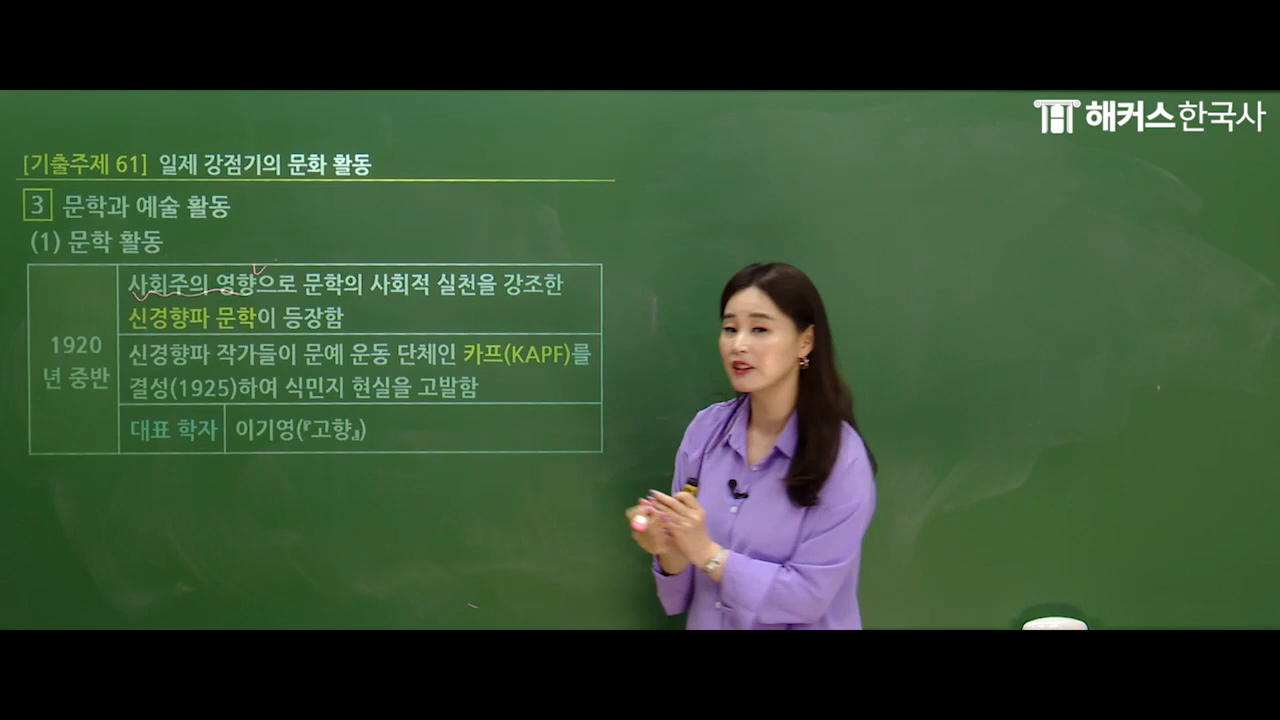 해커스한국사
[기출주제 61] 일제 강점기의 문화 활동
3 문학과 예술 활동
(1) 문학 활동
사회주의 영향으로 문학의 사회적 실천을 강조한
신경향파 문학이 등장함
1920
년 중반
신경향파 작가들이 문예 운동 단체인 카프(KAPF)를
결성(1925)하여 식민지 현실을 고발함
대표 학자 이기영(『고향』)